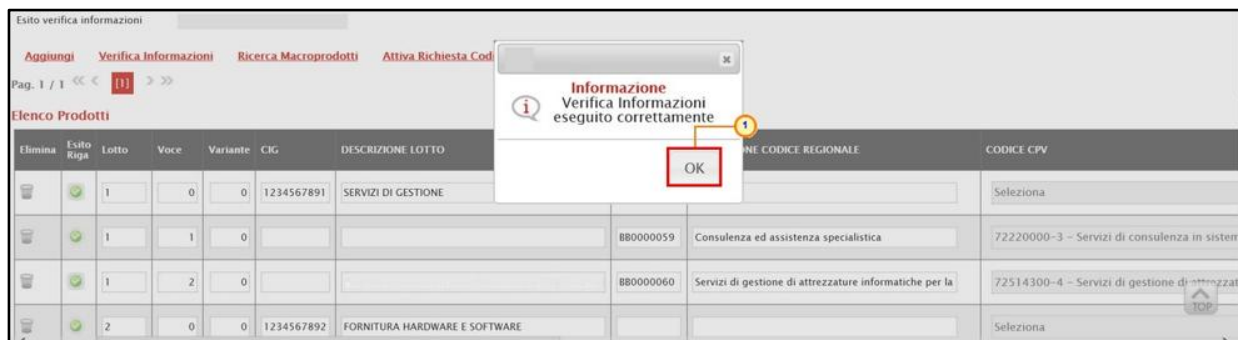 Esito verifica informazioni
Aggiungi Verifica Informazioni Ricerca Macroprodotti Attiva Richiesta Codi
Pag. 1 / 1 << < [1] > >>
Informazione
Verifica Informazioni
eseguito correttamente
1
OK
Elenco Prodotti
Elimina Esito Riga Lotto Voce Variante CIG DESCRIZIONE LOTTO NE CODICE REGIONALE CODICE CPV
1 0 0 1234567891 SERVIZI DI GESTIONE Seleziona
1 1 0 BB0000059 Consulenza ed assistenza specialistica 72220000-3 – Servizi di consulenza in sistem
1 2 0 BB0000060 Servizi di gestione di attrezzature informatiche per la 72514300-4 – Servizi di gestione di attrezzat
TOP
2 0 0 1234567892 FORNITURA HARDWARE E SOFTWARE Seleziona